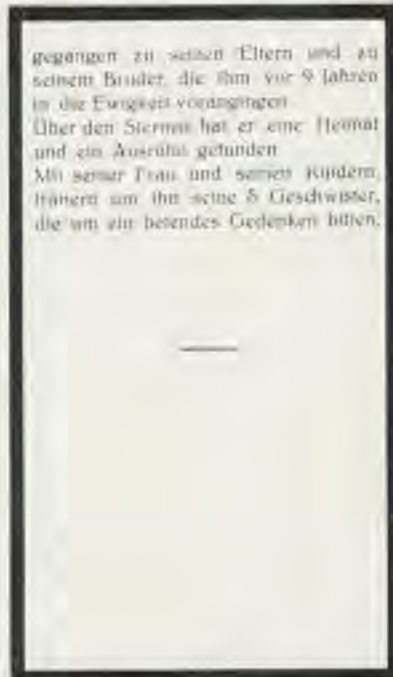 gegangen zu seinen Eltern und zu
seinem Bruder, die ihm vor 9 Jahren
in die Ewigkeit vorangingen
Über den Sternen hat er eine Heimat
und ein Ausruhn gefunden
Mit seiner Frau und seinen Kindern,
trauern um ihn seine 8 Geschwister,
die um ein betendes Gedenken bitten.